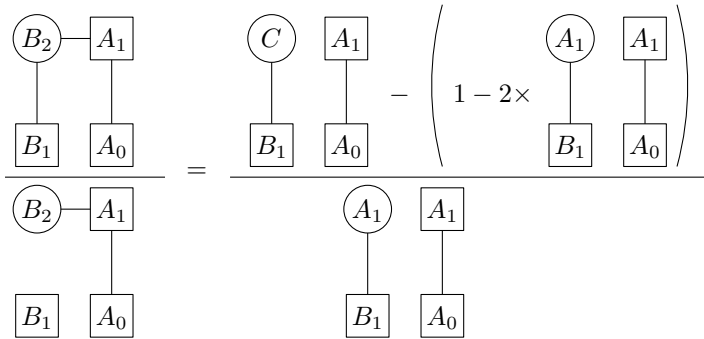 B₂ A₁ C A₁ A₁ A₁
− ( 1 − 2× )
B₁ A₀ B₁ A₀ B₁ A₀
=
B₂ A₁ A₁ A₁
B₁ A₀ B₁ A₀